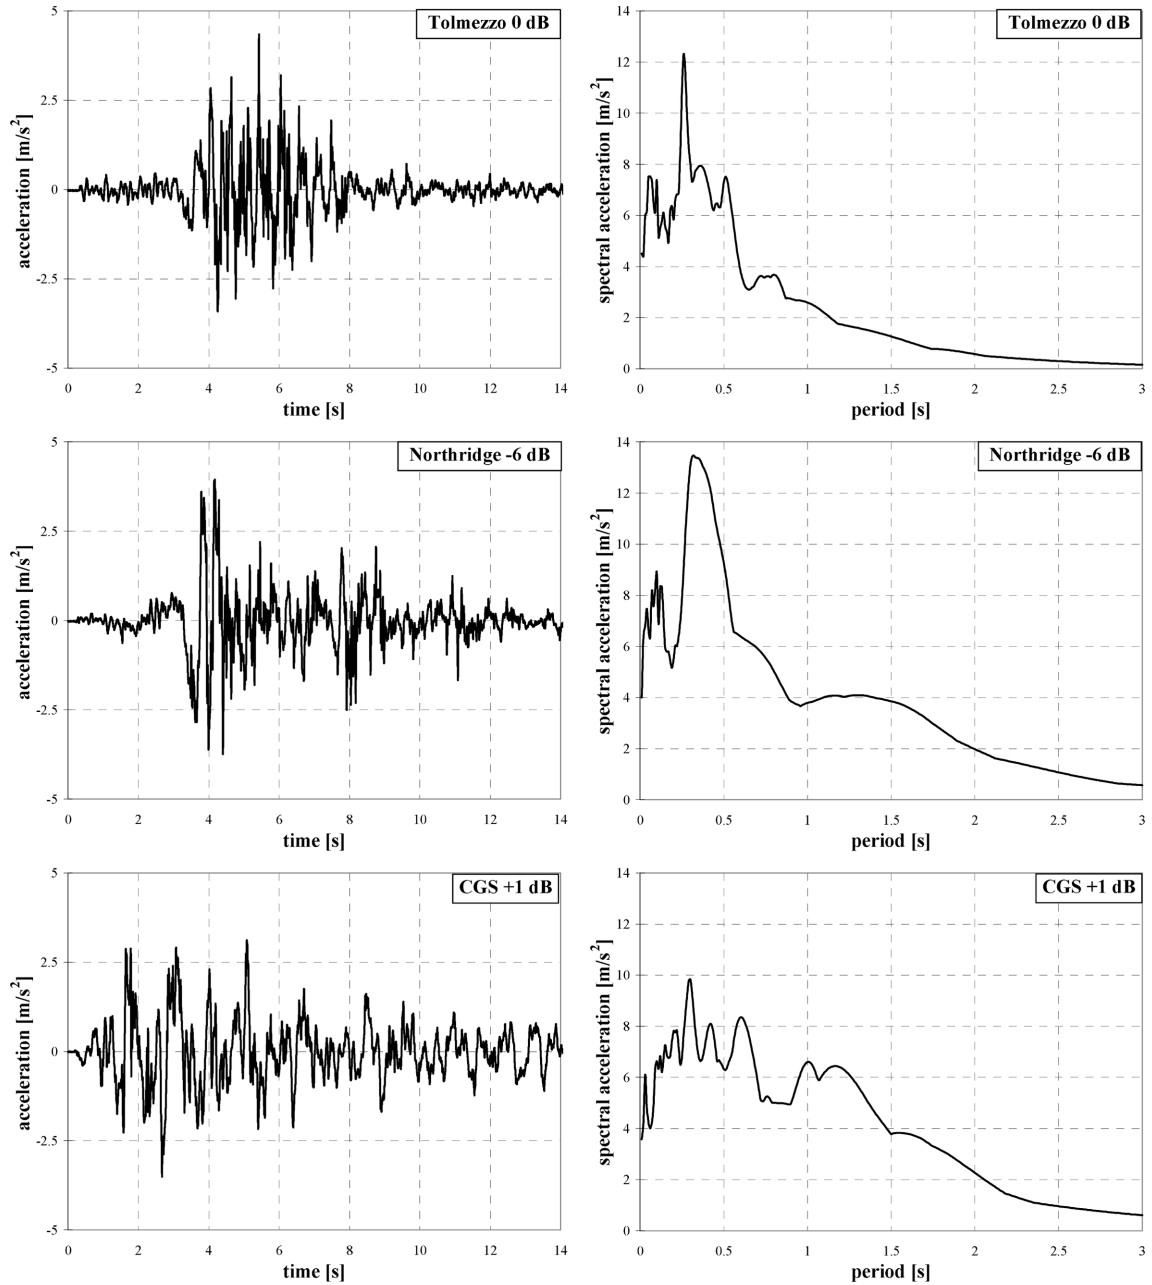 Tolmezzo 0 dB
acceleration [m/s²]
5
2.5
0
-2.5
-5
0 2 4 6 8 10 12 14
time [s]
Tolmezzo 0 dB
spectral acceleration [m/s²]
14
12
10
8
6
4
2
0
0 0.5 1 1.5 2 2.5 3
period [s]
Northridge -6 dB
acceleration [m/s²]
5
2.5
0
-2.5
-5
0 2 4 6 8 10 12 14
time [s]
Northridge -6 dB
spectral acceleration [m/s²]
14
12
10
8
6
4
2
0
0 0.5 1 1.5 2 2.5 3
period [s]
CGS +1 dB
acceleration [m/s²]
5
2.5
0
-2.5
-5
0 2 4 6 8 10 12 14
time [s]
CGS +1 dB
spectral acceleration [m/s²]
14
12
10
8
6
4
2
0
0 0.5 1 1.5 2 2.5 3
period [s]